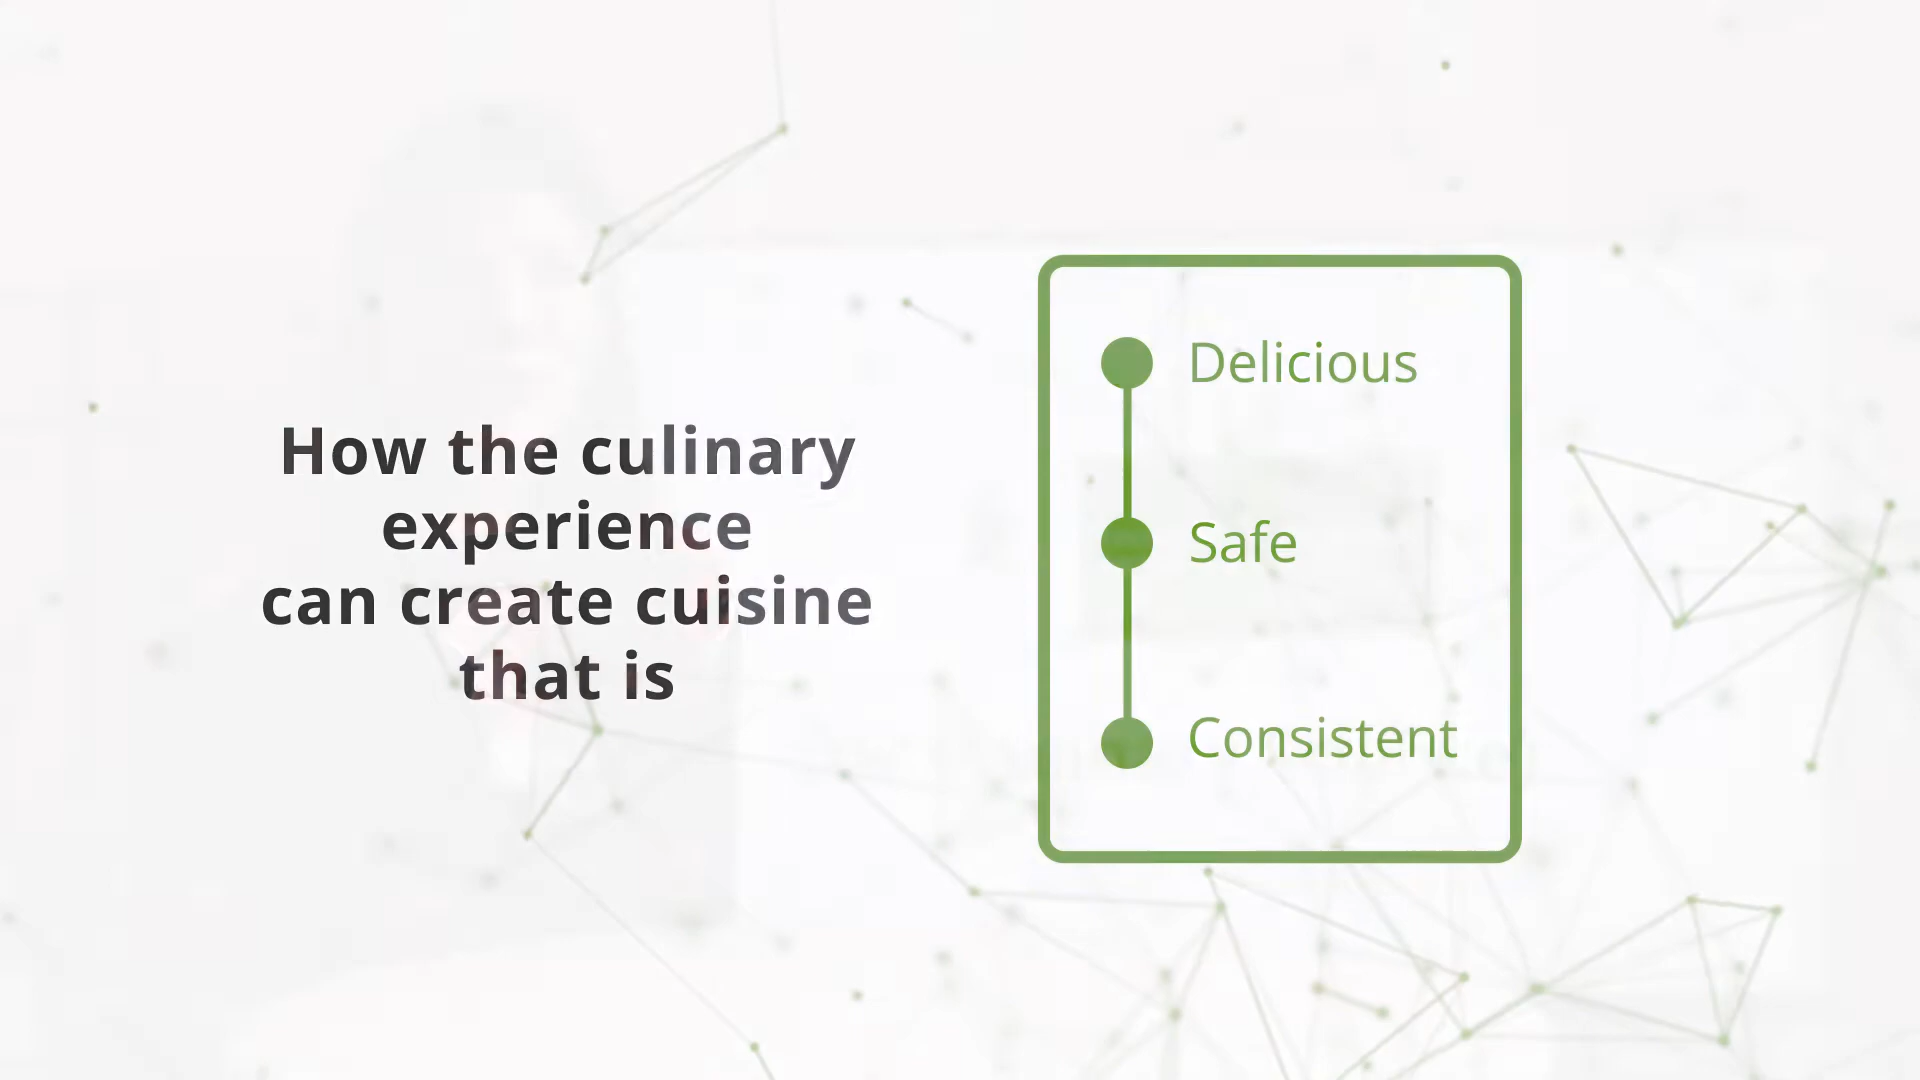 How the culinary
experience
can create cuisine
that is
Delicious
Safe
Consistent